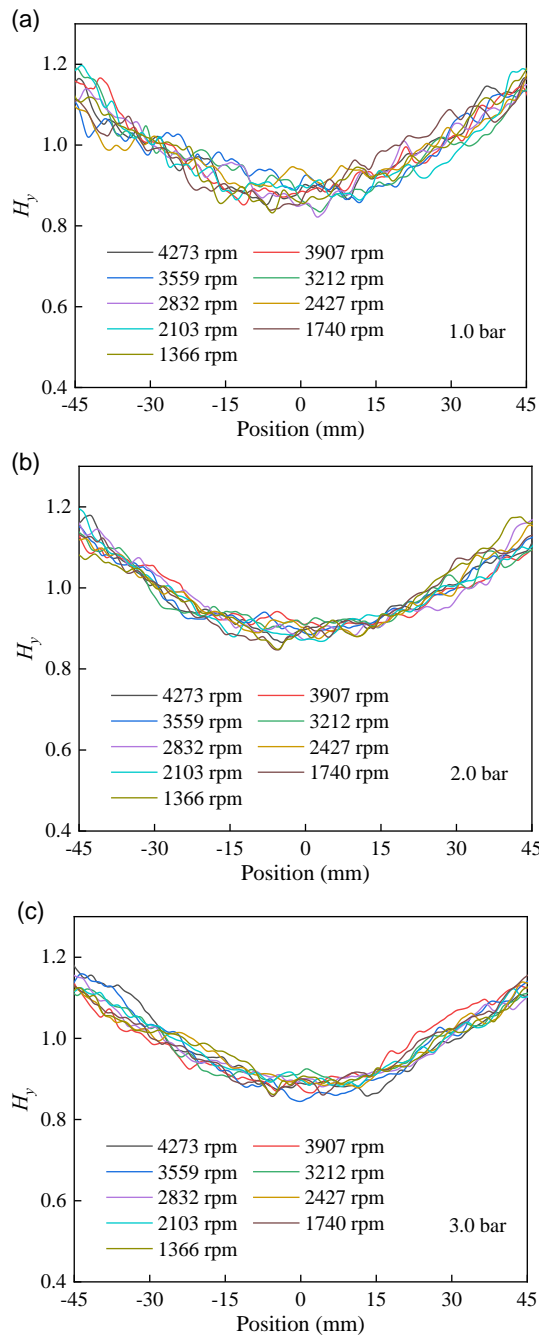 (a)
1.2
1.0
0.8
0.6
0.4
H_y
4273 rpm 3907 rpm
3559 rpm 3212 rpm
2832 rpm 2427 rpm
2103 rpm 1740 rpm
1366 rpm
1.0 bar
-45 -30 -15 0 15 30 45
Position (mm)
(b)
1.2
1.0
0.8
0.6
0.4
H_y
4273 rpm 3907 rpm
3559 rpm 3212 rpm
2832 rpm 2427 rpm
2103 rpm 1740 rpm
1366 rpm
2.0 bar
-45 -30 -15 0 15 30 45
Position (mm)
(c)
1.2
1.0
0.8
0.6
0.4
H_y
4273 rpm 3907 rpm
3559 rpm 3212 rpm
2832 rpm 2427 rpm
2103 rpm 1740 rpm
1366 rpm
3.0 bar
-45 -30 -15 0 15 30 45
Position (mm)